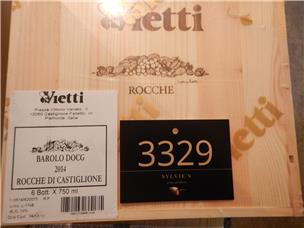 Vietti
ROCCHE
Vietti
Piazza Vittorio Veneto, 5
12060 Castiglione Falletto, cn
Piemonte, Italia
BAROLO DOCG
2014
ROCCHE DI CASTIGLIONE
6 Bott. X 750 ml
3329
SYLVIE'S
Vietti